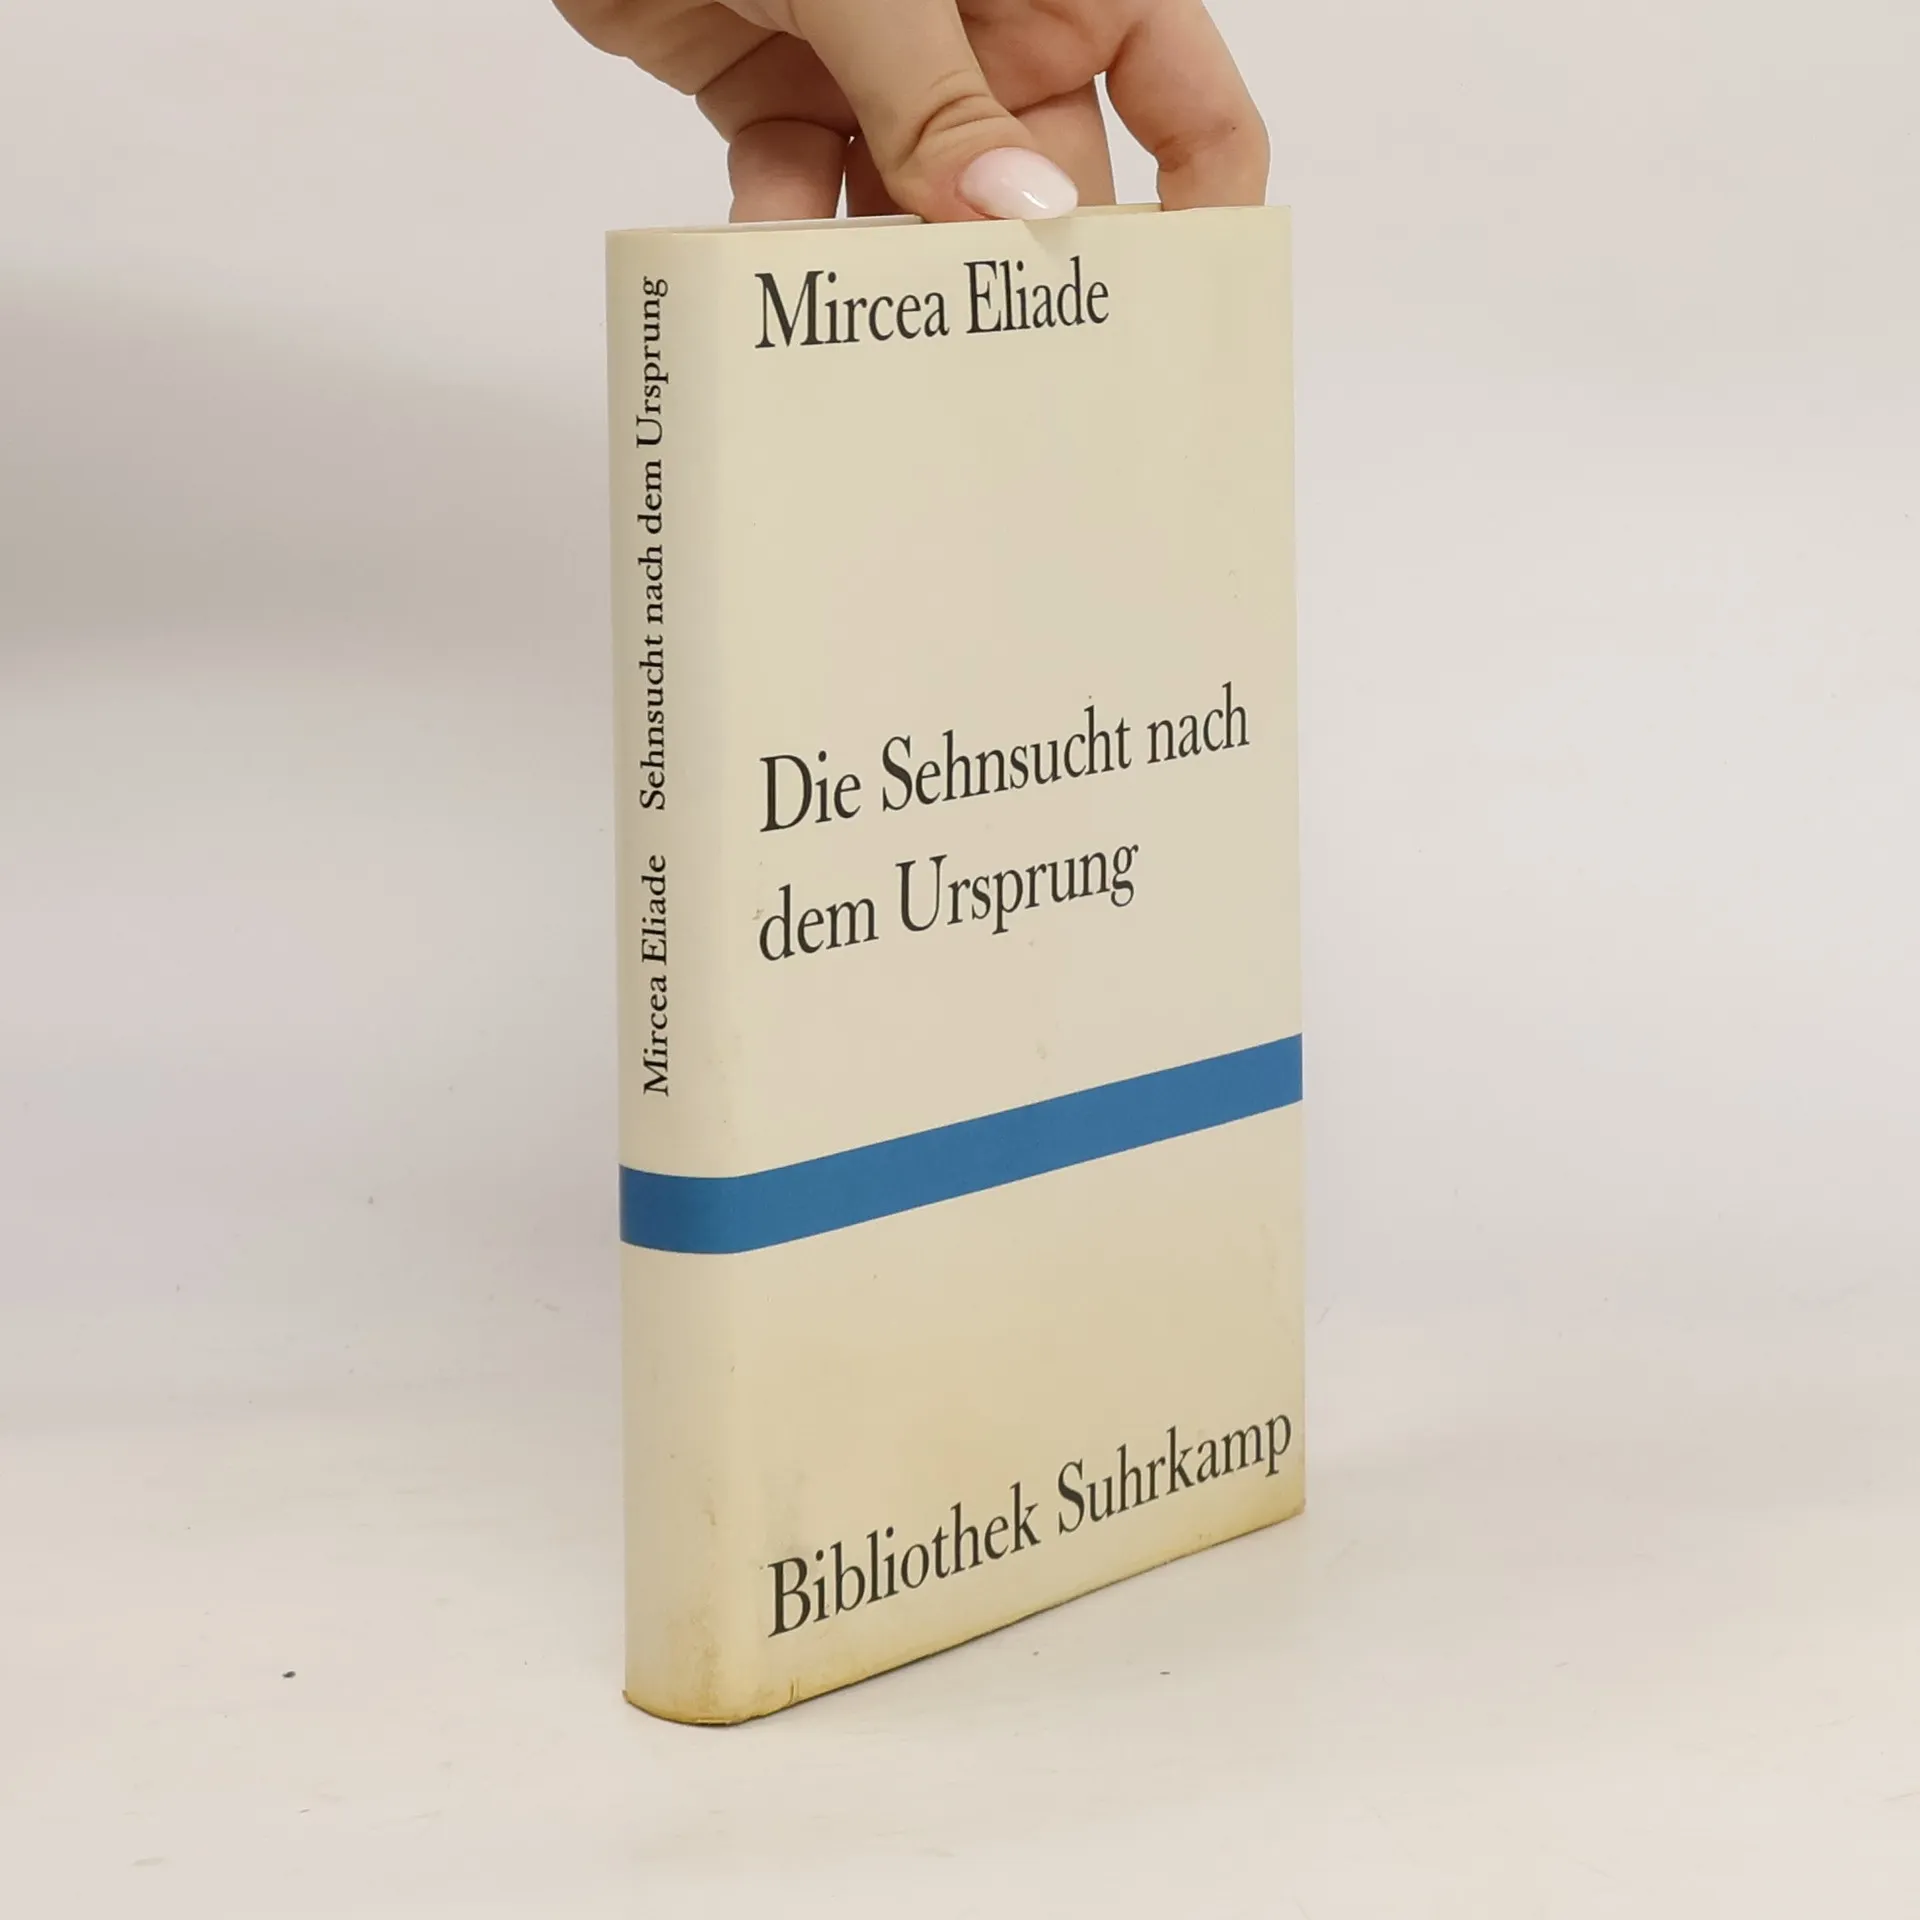 Mircea Eliade Sehnsucht nach dem Ursprung
Mircea Eliade
Die Sehnsucht nach
dem Ursprung
Bibliothek Suhrkamp